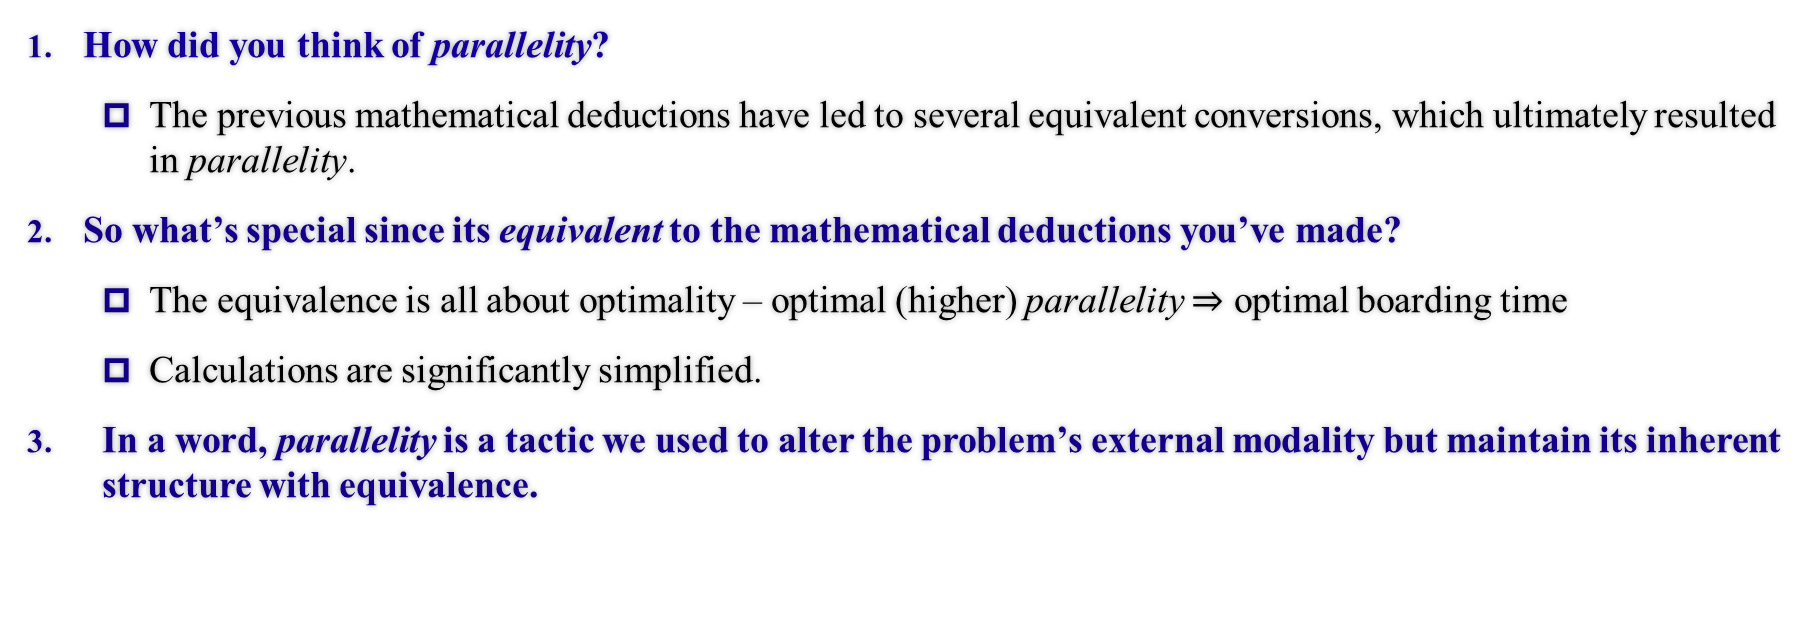 1. How did you think of parallelity?
The previous mathematical deductions have led to several equivalent conversions, which ultimately resulted
in parallelity.
2. So what’s special since its equivalent to the mathematical deductions you’ve made?
The equivalence is all about optimality – optimal (higher) parallelity ⇒ optimal boarding time
Calculations are significantly simplified.
3. In a word, parallelity is a tactic we used to alter the problem’s external modality but maintain its inherent
structure with equivalence.